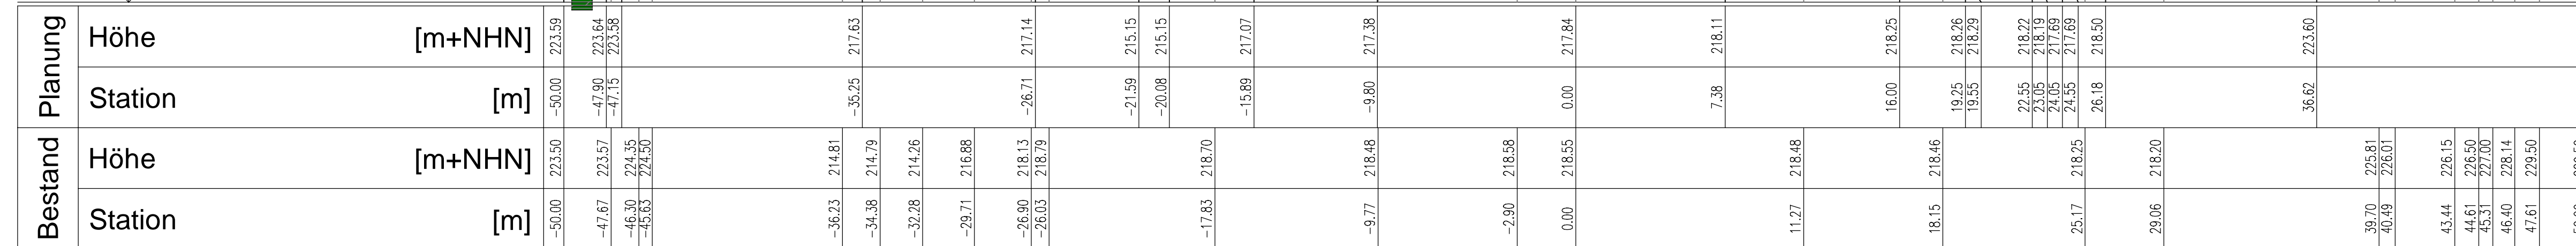 Planung
Höhe [m+NHN] 223.59 223.64 223.58 217.63 217.14 215.15 215.15 217.07 217.38 217.84 218.11 218.25 218.26 218.29 218.22 218.19 217.69 217.69 218.50 223.60
Station [m] -50.00 -47.90 -47.15 -35.25 -26.71 -21.59 -20.08 -15.89 -9.80 0.00 7.38 16.00 19.25 19.55 22.55 23.05 24.05 24.55 26.18 36.62
Bestand
Höhe [m+NHN] 223.50 223.57 224.35 224.50 214.81 214.79 214.26 216.88 218.13 218.79 218.70 218.48 218.58 218.55 218.48 218.46 218.25 218.20 225.81 226.01 226.15 226.50 227.00 228.14 229.50
Station [m] -50.00 -47.67 -46.30 -45.63 -36.23 -34.38 -32.28 -29.71 -26.90 -26.03 -17.83 -9.77 -2.90 0.00 11.27 18.15 25.17 29.06 39.70 40.49 43.44 44.61 45.31 46.40 47.61